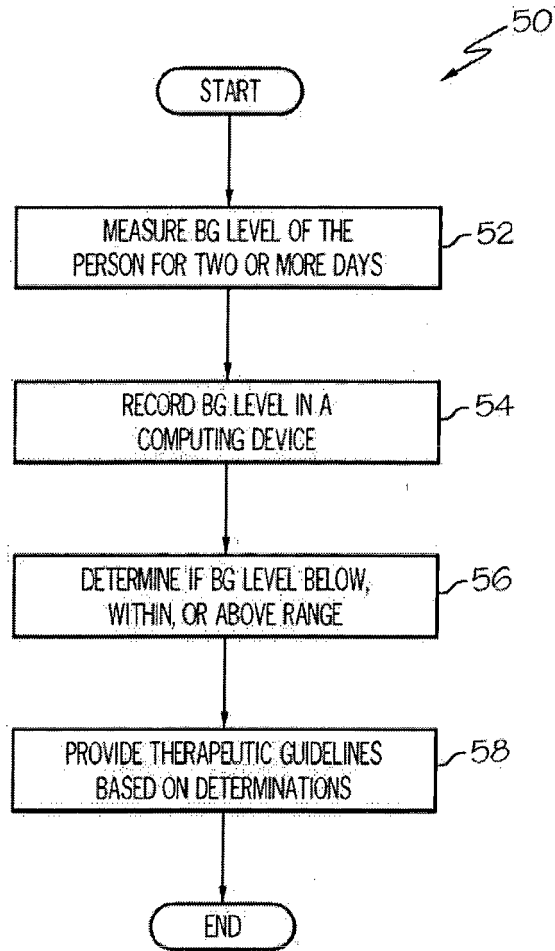 50
START
MEASURE BG LEVEL OF THE
PERSON FOR TWO OR MORE DAYS
52
RECORD BG LEVEL IN A
COMPUTING DEVICE
54
DETERMINE IF BG LEVEL BELOW,
WITHIN, OR ABOVE RANGE
56
PROVIDE THERAPEUTIC GUIDELINES
BASED ON DETERMINATIONS
58
END